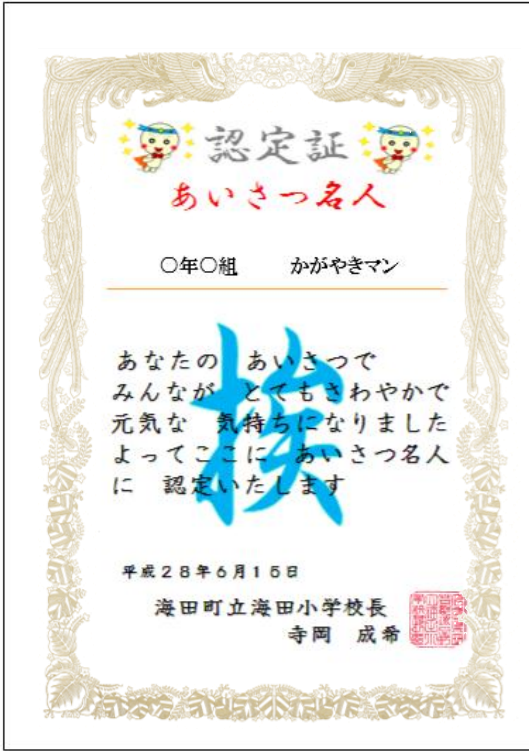 認定証
あいさつ名人
〇年〇組 かがやきマン
挨
あなたの あいさつで
みんなが とてもさわやかで
元気な 気持ちになりました
よってここに あいさつ名人
に 認定いたします
平成28年6月15日
海田町立海田小学校長
寺岡 成希